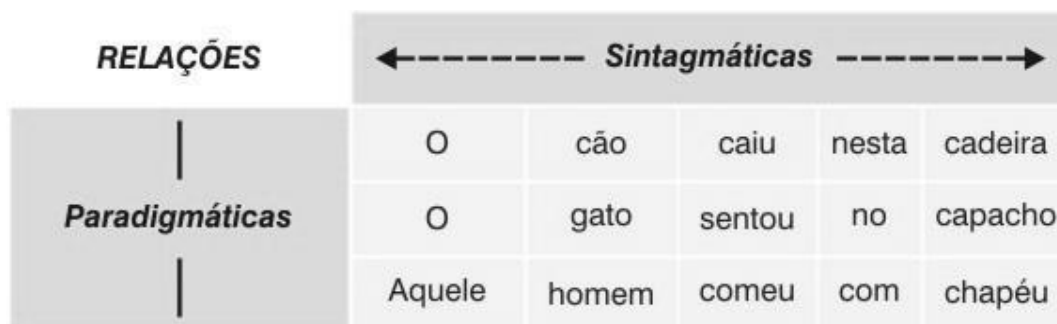 RELAÇÕES Sintagmáticas
O cão caiu nesta cadeira
Paradigmáticas O gato sentou no capacho
Aquele homem comeu com chapéu